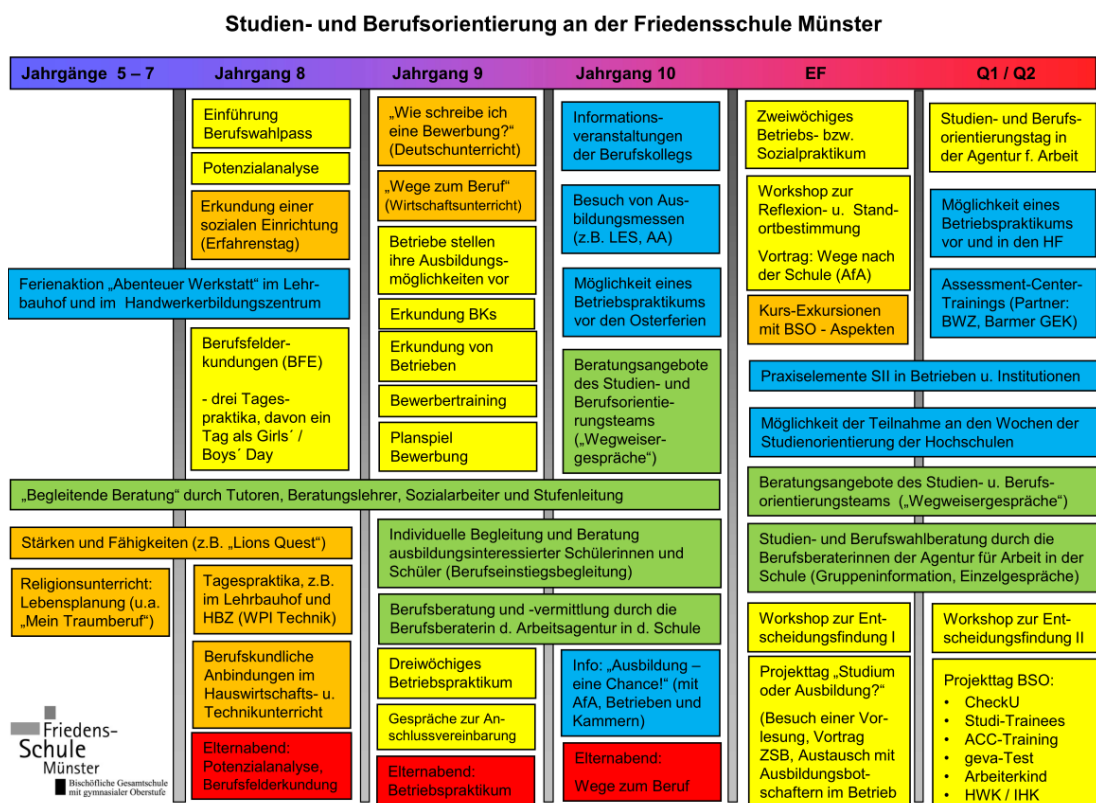 Studien- und Berufsorientierung an der Friedensschule Münster
Jahrgänge 5 – 7
Jahrgang 8
Jahrgang 9
Jahrgang 10
EF
Q1 / Q2
Ferienaktion „Abenteuer Werkstatt“ im Lehr-
bauhof und im Handwerkerbildungszentrum
„Begleitende Beratung“ durch Tutoren, Beratungslehrer, Sozialarbeiter und Stufenleitung
Stärken und Fähigkeiten (z.B. „Lions Quest“)
Religionsunterricht:
Lebensplanung (u.a.
„Mein Traumberuf“)
Einführung
Berufswahlpass
Potenzialanalyse
Erkundung einer
sozialen Einrichtung
(Erfahrenstag)
Berufsfelder-
kundungen (BFE)
- drei Tages-
praktika, davon ein
Tag als Girls´ /
Boys´ Day
Tagespraktika, z.B.
im Lehrbauhof und
HBZ (WPI Technik)
Berufskundliche
Anbindungen im
Hauswirtschafts- u.
Technikunterricht
Elternabend:
Potenzialanalyse,
Berufsfelderkundung
„Wie schreibe ich
eine Bewerbung?“
(Deutschunterricht)
„Wege zum Beruf“
(Wirtschaftsunterricht)
Betriebe stellen
ihre Ausbildungs-
möglichkeiten vor
Erkundung BKs
Erkundung von
Betrieben
Bewerbertraining
Planspiel
Bewerbung
Individuelle Begleitung und Beratung
ausbildungsinteressierter Schülerinnen und
Schüler (Berufseinstiegsbegleitung)
Berufsberatung und -vermittlung durch die
Berufsberaterin d. Arbeitsagentur in d. Schule
Dreiwöchiges
Betriebspraktikum
Gespräche zur An-
schlussvereinbarung
Elternabend:
Betriebspraktikum
Informations-
veranstaltungen
der Berufskollegs
Besuch von Aus-
bildungsmessen
(z.B. LES, AA)
Möglichkeit eines
Betriebspraktikums
vor den Osterferien
Beratungsangebote
des Studien- und
Berufsorientie-
rungsteams
(„Wegweiser-
gespräche“)
Info: „Ausbildung –
eine Chance!“ (mit
AfA, Betrieben und
Kammern)
Elternabend:
Wege zum Beruf
Zweiwöchiges
Betriebs- bzw.
Sozialpraktikum
Workshop zur
Reflexion- u. Stand-
ortbestimmung
Vortrag: Wege nach
der Schule (AfA)
Kurs-Exkursionen
mit BSO - Aspekten
Praxiselemente SII in Betrieben u. Institutionen
Möglichkeit der Teilnahme an den Wochen der
Studienorientierung der Hochschulen
Beratungsangebote des Studien- u. Berufs-
orientierungsteams („Wegweisergespräche“)
Studien- und Berufswahlberatung durch die
Berufsberaterinnen der Agentur für Arbeit in der
Schule (Gruppeninformation, Einzelgespräche)
Workshop zur Ent-
scheidungsfindung I
Projekttag „Studium
oder Ausbildung?“
(Besuch einer Vor-
lesung, Vortrag
ZSB, Austausch mit
Ausbildungsbot-
schaftern im Betrieb
Studien- und Berufs-
orientierungstag in
der Agentur f. Arbeit
Möglichkeit eines
Betriebspraktikums
vor und in den HF
Assessment-Center-
Trainings (Partner:
BWZ, Barmer GEK)
Workshop zur Ent-
scheidungsfindung II
Projekttag BSO:
• CheckU
• Studi-Trainees
• ACC-Training
• geva-Test
• Arbeiterkind
• HWK / IHK
Friedens-
Schule
Münster
Bischöfliche Gesamtschule
mit gymnasialer Oberstufe